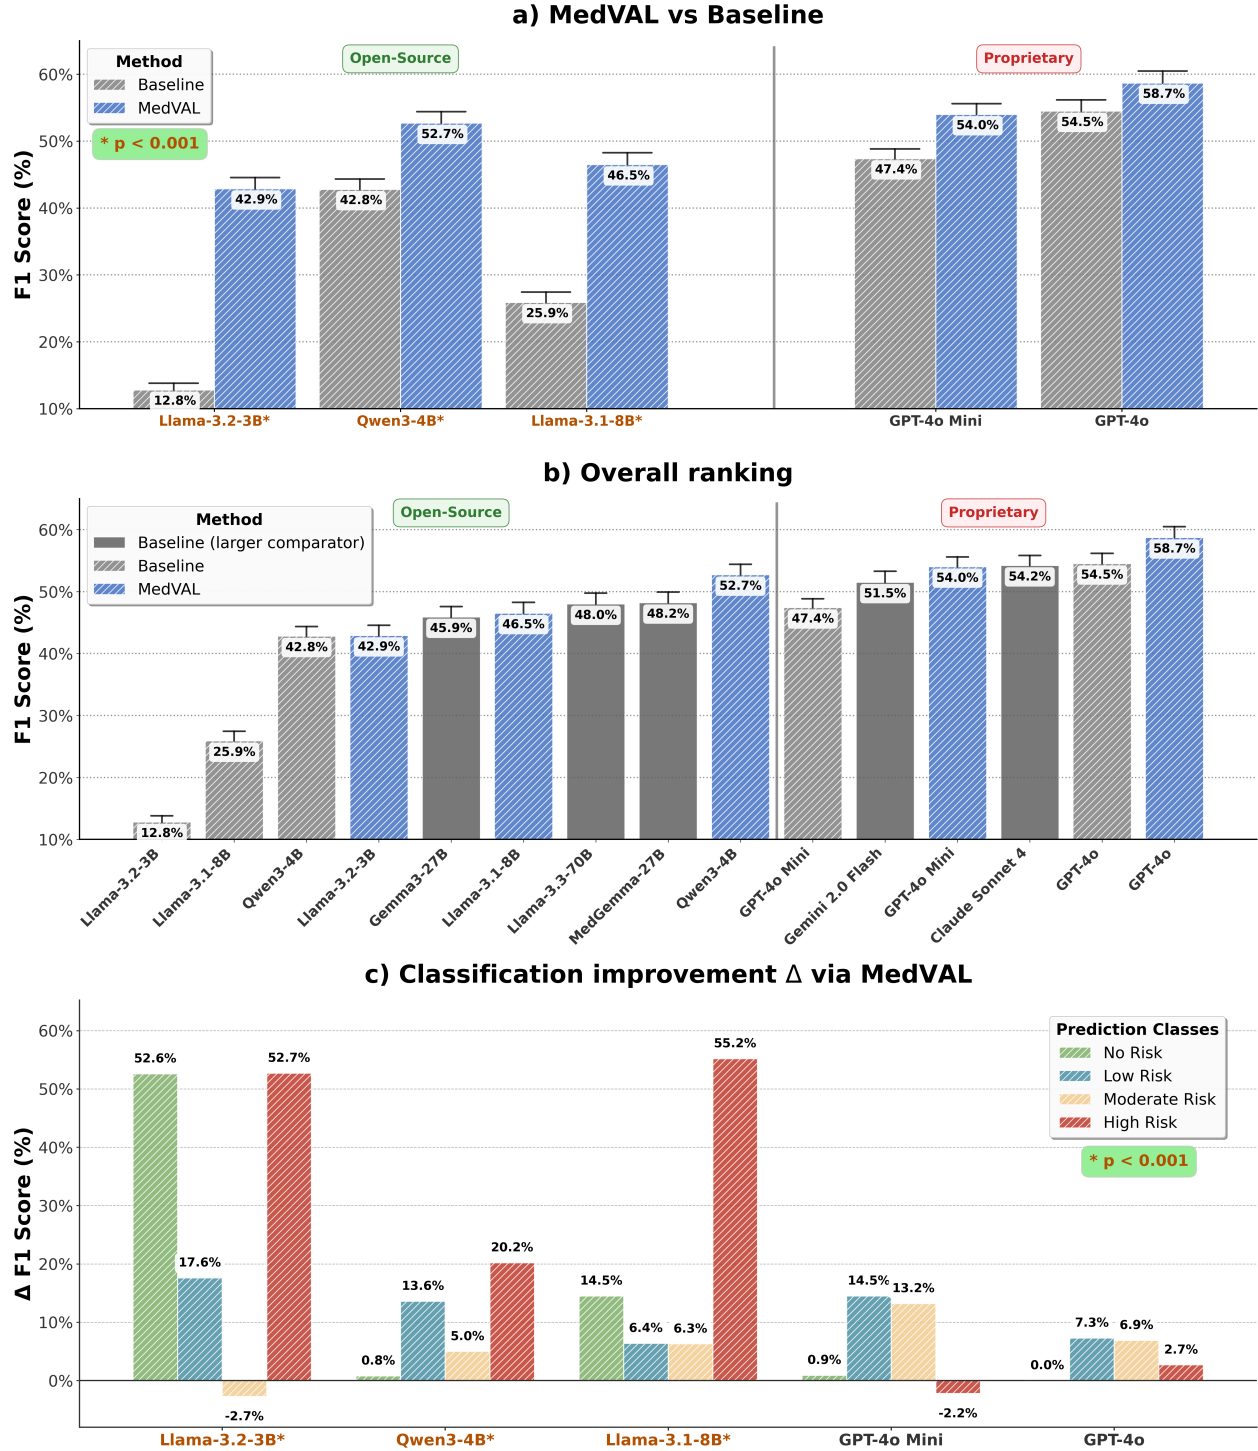 a) MedVAL vs Baseline
Method
Baseline
MedVAL
* p < 0.001
Open-Source
Proprietary
F1 Score (%)
60%
50%
40%
30%
20%
10%
12.8%
42.9%
42.8%
52.7%
25.9%
46.5%
47.4%
54.0%
54.5%
58.7%
Llama-3.2-3B*
Qwen3-4B*
Llama-3.1-8B*
GPT-4o Mini
GPT-4o
b) Overall ranking
Method
Baseline (larger comparator)
Baseline
MedVAL
Open-Source
Proprietary
F1 Score (%)
60%
50%
40%
30%
20%
10%
12.8%
25.9%
42.8%
42.9%
45.9%
46.5%
48.0%
48.2%
52.7%
47.4%
51.5%
54.0%
54.2%
54.5%
58.7%
Llama-3.2-3B
Llama-3.1-8B
Qwen3-4B
Llama-3.2-3B
Gemma3-27B
Llama-3.1-8B
Llama-3.3-70B
MedGemma-27B
Qwen3-4B
GPT-4o Mini
Gemini 2.0 Flash
GPT-4o Mini
Claude Sonnet 4
GPT-4o
GPT-4o
c) Classification improvement Δ via MedVAL
Prediction Classes
No Risk
Low Risk
Moderate Risk
High Risk
* p < 0.001
Δ F1 Score (%)
60%
50%
40%
30%
20%
10%
0%
52.6%
17.6%
-2.7%
52.7%
0.8%
13.6%
5.0%
20.2%
14.5%
6.4%
6.3%
55.2%
0.9%
14.5%
13.2%
-2.2%
0.0%
7.3%
6.9%
2.7%
Llama-3.2-3B*
Qwen3-4B*
Llama-3.1-8B*
GPT-4o Mini
GPT-4o